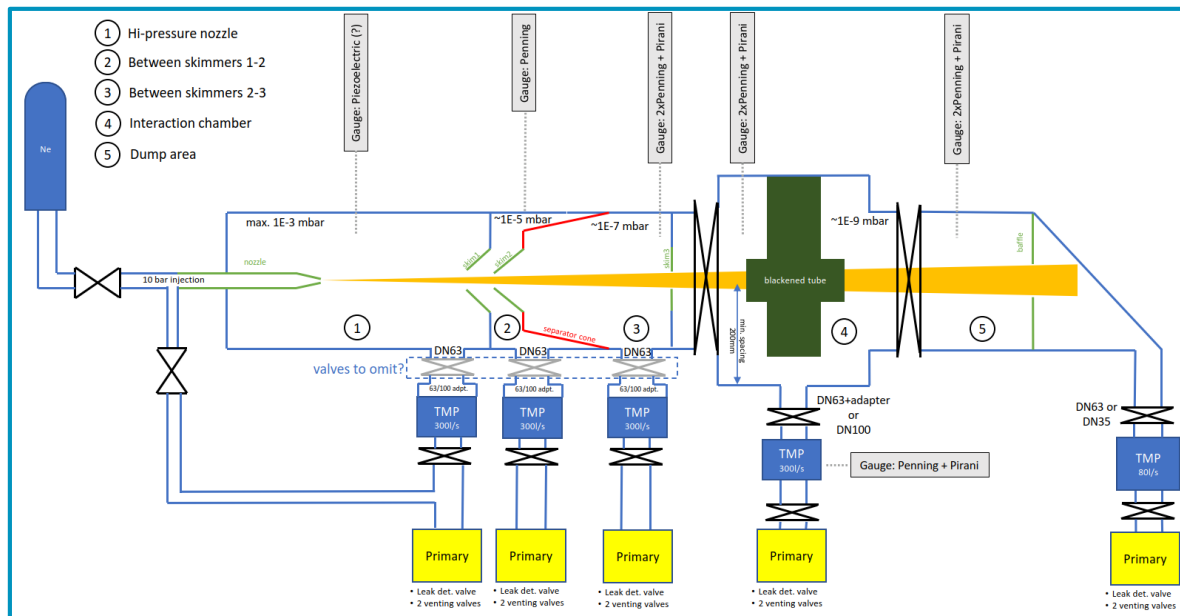 1 Hi-pressure nozzle
2 Between skimmers 1-2
3 Between skimmers 2-3
4 Interaction chamber
5 Dump area
Ne
Gauge: Piezoelectric (?)
Gauge: Penning
Gauge: 2xPenning + Pirani
Gauge: 2xPenning + Pirani
Gauge: 2xPenning + Pirani
max. 1E-3 mbar
~1E-5 mbar
~1E-7 mbar
~1E-9 mbar
10 bar injection
nozzle
skim1
skim2
skim3
separator cone
blackened tube
baffle
min. spacing
200mm
1
2
3
4
5
DN63
DN63
DN63
valves to omit?
63/100 adpt.
63/100 adpt.
63/100 adpt.
TMP
300l/s
TMP
300l/s
TMP
300l/s
DN63+adapter
or
DN100
TMP
300l/s
Gauge: Penning + Pirani
DN63 or
DN35
TMP
80l/s
Primary
• Leak det. valve
• 2 venting valves
Primary
• Leak det. valve
• 2 venting valves
Primary
• Leak det. valve
• 2 venting valves
Primary
• Leak det. valve
• 2 venting valves
Primary
• Leak det. valve
• 2 venting valves